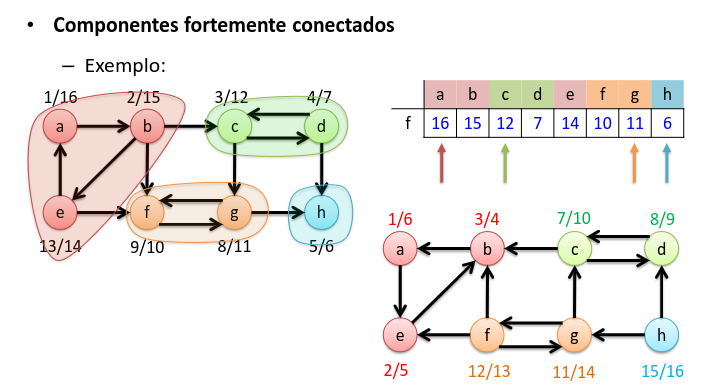 • Componentes fortemente conectados
– Exemplo:
1/16 2/15 3/12 4/7
a b c d
e f g h
13/14 9/10 8/11 5/6
a b c d e f g h
f 16 15 12 7 14 10 11 6
1/6 3/4 7/10 8/9
a b c d
e f g h
2/5 12/13 11/14 15/16